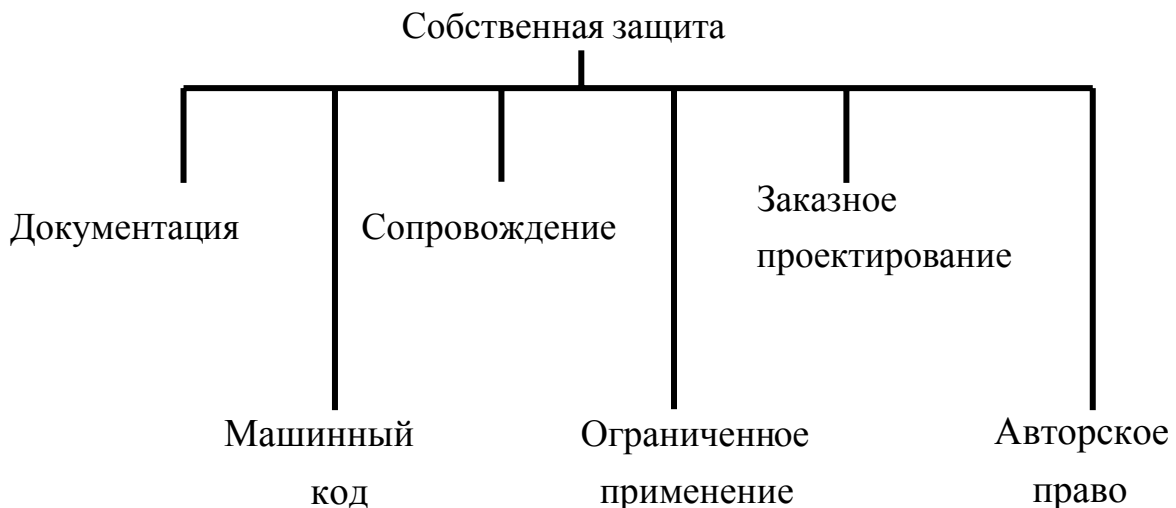 Собственная защита
Документация
Сопровождение
Заказное
проектирование
Машинный
код
Ограниченное
применение
Авторское
право